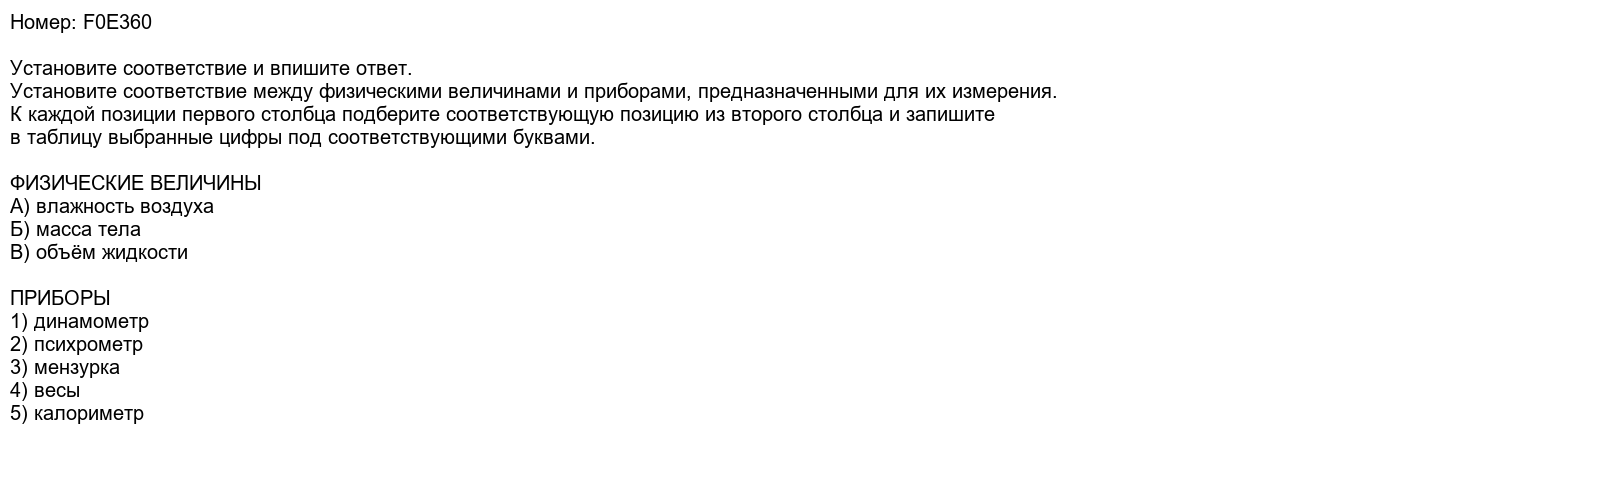 Номер: F0E360
Установите соответствие и впишите ответ.
Установите соответствие между физическими величинами и приборами, предназначенными для их измерения.
К каждой позиции первого столбца подберите соответствующую позицию из второго столбца и запишите
в таблицу выбранные цифры под соответствующими буквами.
ФИЗИЧЕСКИЕ ВЕЛИЧИНЫ
А) влажность воздуха
Б) масса тела
В) объём жидкости
ПРИБОРЫ
1) динамометр
2) психрометр
3) мензурка
4) весы
5) калориметр